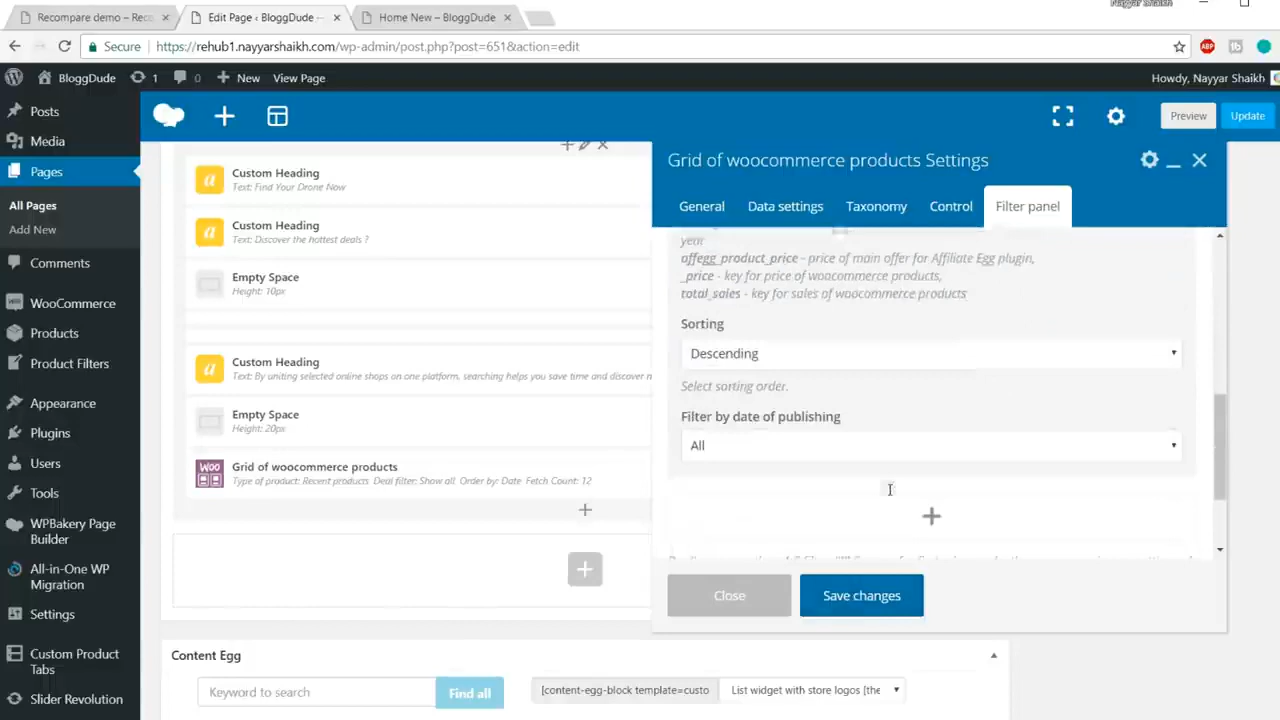 Nayyar Shaikh
Recompare demo – Reco
Edit Page ‹ BloggDude —
Home New – BloggDude
Secure
https://rehub1.nayyarshaikh.com/wp-admin/post.php?post=651&action=edit
ABP
BloggDude
1
0
New
View Page
Howdy, Nayyar Shaikh
Posts
Media
Pages
All Pages
Add New
Comments
WooCommerce
Products
Product Filters
Appearance
Plugins
Users
Tools
WPBakery Page
Builder
All-in-One WP
Migration
Settings
Custom Product
Tabs
Slider Revolution
Preview
Update
Custom Heading
Text: Find Your Drone Now
Custom Heading
Text: Discover the hottest deals ?
Empty Space
Height: 10px
Custom Heading
Text: By uniting selected online shops on one platform, searching helps you save time and discover n
Empty Space
Height: 20px
WOO
Grid of woocommerce products
Type of product: Recent products Deal filter: Show all Order by: Date Fetch Count: 12
Grid of woocommerce products Settings
General
Data settings
Taxonomy
Control
Filter panel
year
affegg_product_price - price of main offer for Affiliate Egg plugin,
_price - key for price of woocommerce products,
total_sales - key for sales of woocommerce products
Sorting
Descending
Select sorting order.
Filter by date of publishing
All
Close
Save changes
Content Egg
Keyword to search
Find all
[content-egg-block template=custo
List widget with store logos [the